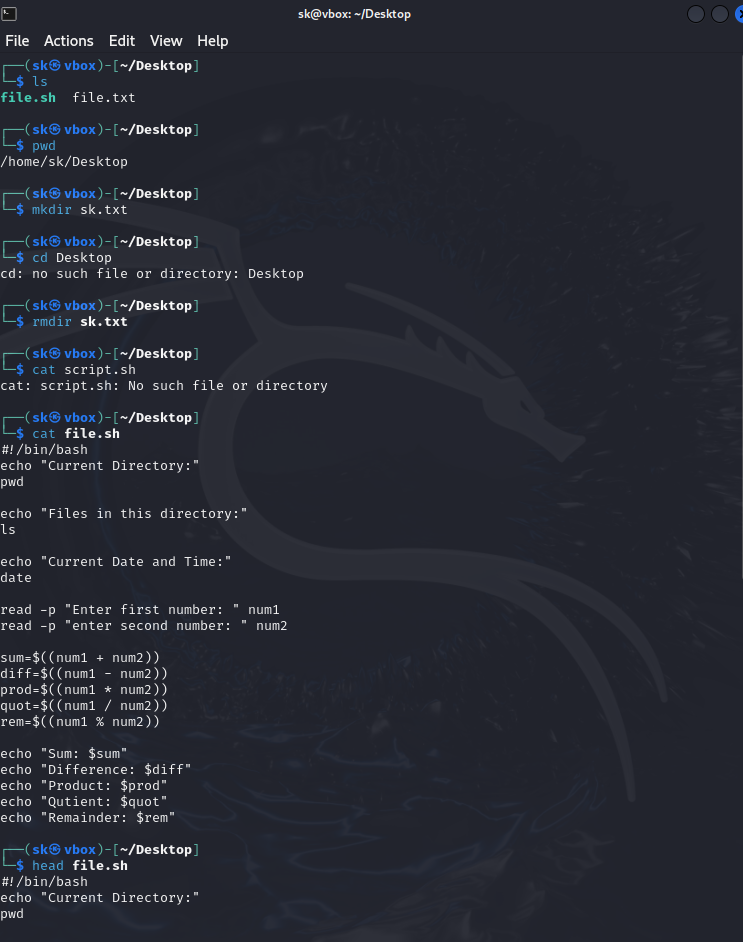 sk@vbox: ~/Desktop
File Actions Edit View Help
┌──(sk㉿vbox)-[~/Desktop]
└─$ ls
file.sh  file.txt
┌──(sk㉿vbox)-[~/Desktop]
└─$ pwd
/home/sk/Desktop
┌──(sk㉿vbox)-[~/Desktop]
└─$ mkdir sk.txt
┌──(sk㉿vbox)-[~/Desktop]
└─$ cd Desktop
cd: no such file or directory: Desktop
┌──(sk㉿vbox)-[~/Desktop]
└─$ rmdir sk.txt
┌──(sk㉿vbox)-[~/Desktop]
└─$ cat script.sh
cat: script.sh: No such file or directory
┌──(sk㉿vbox)-[~/Desktop]
└─$ cat file.sh
#!/bin/bash
echo "Current Directory:"
pwd
echo "Files in this directory:"
ls
echo "Current Date and Time:"
date
read -p "Enter first number: " num1
read -p "enter second number: " num2
sum=$((num1 + num2))
diff=$((num1 - num2))
prod=$((num1 * num2))
quot=$((num1 / num2))
rem=$((num1 % num2))
echo "Sum: $sum"
echo "Difference: $diff"
echo "Product: $prod"
echo "Qutient: $quot"
echo "Remainder: $rem"
┌──(sk㉿vbox)-[~/Desktop]
└─$ head file.sh
#!/bin/bash
echo "Current Directory:"
pwd